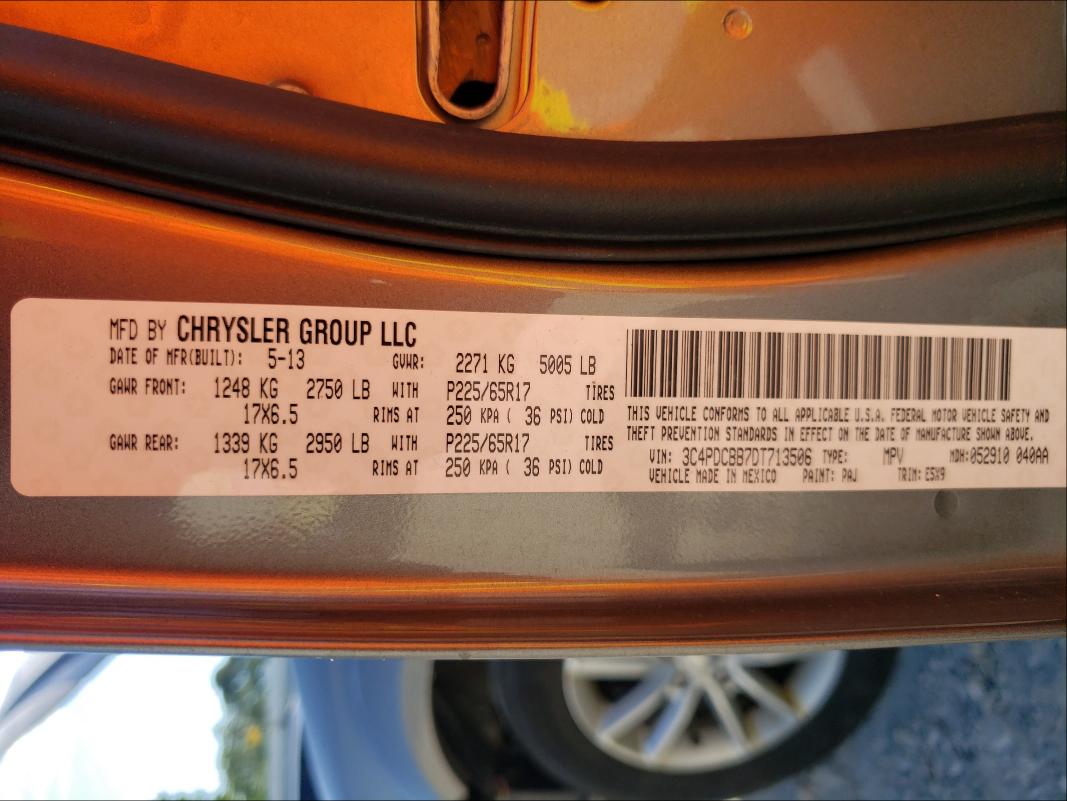 MFD BY CHRYSLER GROUP LLC
DATE OF MFR(BUILT): 5-13 GVWR: 2271 KG 5005 LB
GAWR FRONT: 1248 KG 2750 LB WITH P225/65R17 TIRES
17X6.5 RIMS AT 250 KPA ( 36 PSI) COLD
GAWR REAR: 1339 KG 2950 LB WITH P225/65R17 TIRES
17X6.5 RIMS AT 250 KPA ( 36 PSI) COLD
THIS VEHICLE CONFORMS TO ALL APPLICABLE U.S.A. FEDERAL MOTOR VEHICLE SAFETY AND
THEFT PREVENTION STANDARDS IN EFFECT ON THE DATE OF MANUFACTURE SHOWN ABOVE.
VIN: 3C4PDCBB7DT713506 TYPE: MPV MDH:052910 040AA
VEHICLE MADE IN MEXICO PAINT: PAJ TRIM: E5X9